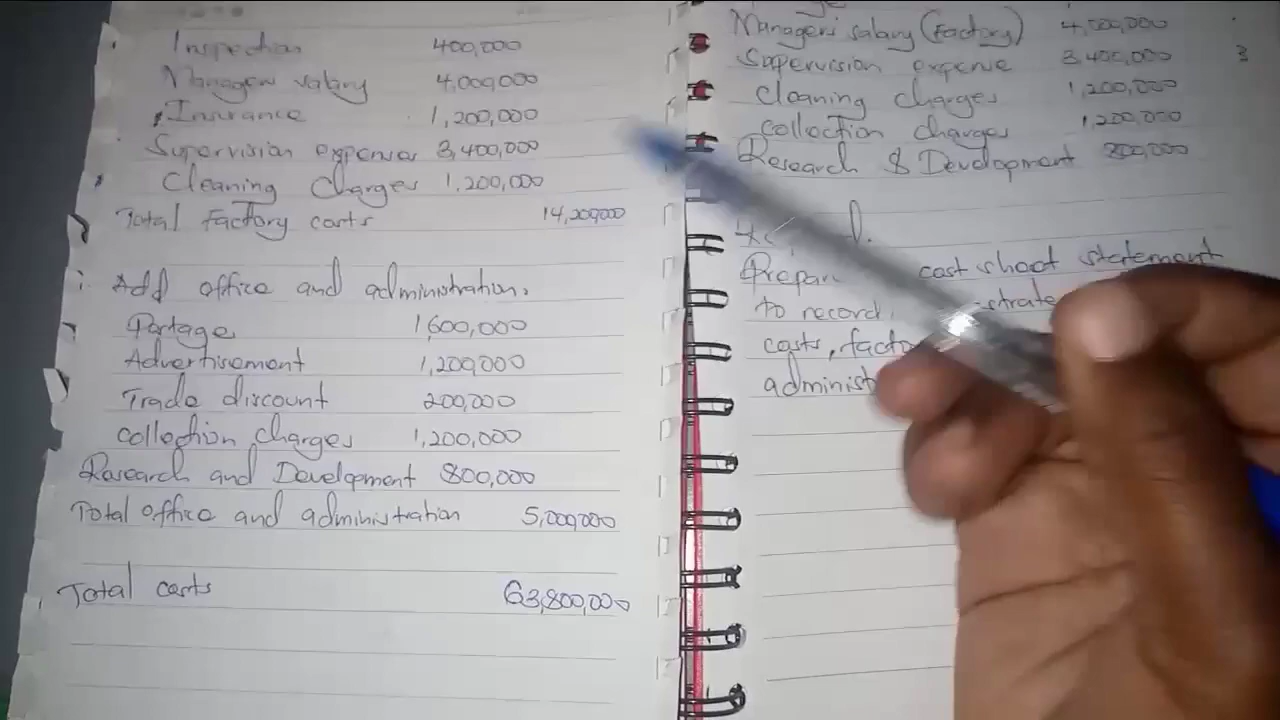 Inspection 400,000
Managers salary 4,000,000
Insurance 1,200,000
Supervision expenses 3,400,000
Cleaning Charges 1,200,000
Total Factory costs 14,200,000
Add office and administration.
Portage 1,600,000
Advertisement 1,200,000
Trade discount 200,000
Collection charges 1,200,000
Research and Development 800,000
Total office and administration 5,000,000
Total costs 63,800,000
Managers salary (Factory) 4,000,000
Supervision expense 3,400,000
3
Cleaning charges 1,200,000
Collection charges 1,200,000
Research & Development 800,000
cost sheet statement
to record
costs,